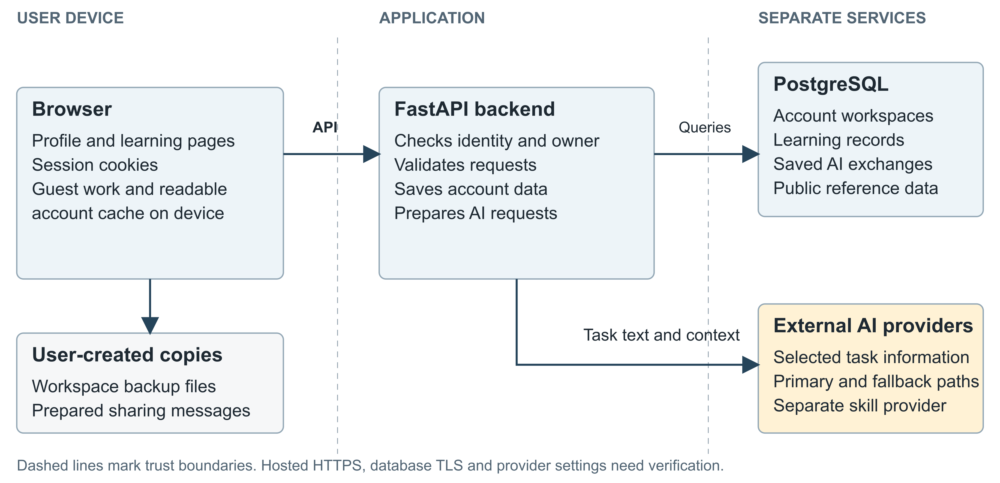 USER DEVICE
APPLICATION
SEPARATE SERVICES
Browser
Profile and learning pages
Session cookies
Guest work and readable
account cache on device
API
FastAPI backend
Checks identity and owner
Validates requests
Saves account data
Prepares AI requests
Queries
PostgreSQL
Account workspaces
Learning records
Saved AI exchanges
Public reference data
User-created copies
Workspace backup files
Prepared sharing messages
Task text and context
External AI providers
Selected task information
Primary and fallback paths
Separate skill provider
Dashed lines mark trust boundaries. Hosted HTTPS, database TLS and provider settings need verification.